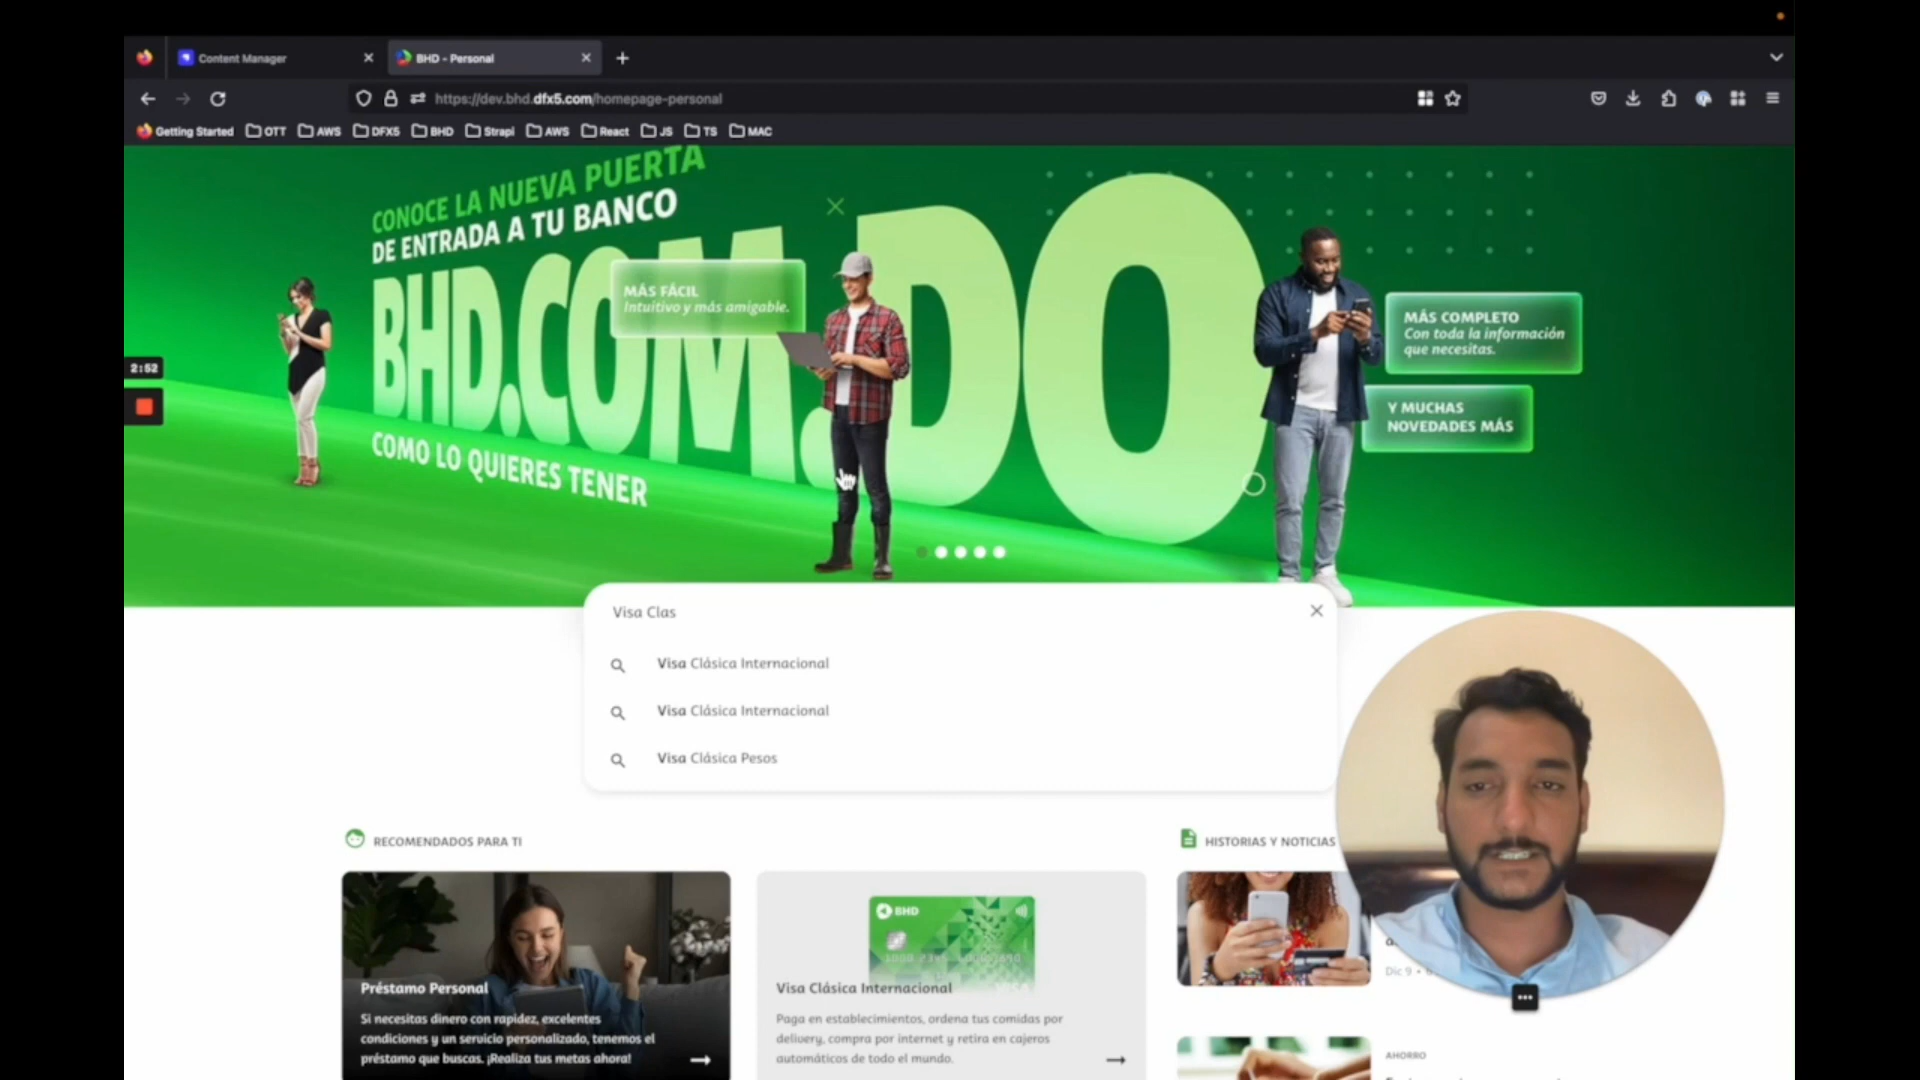 Content Manager
BHD - Personal
https://dev.bhd.dfx5.com/homepage-personal
Getting Started OTT AWS DFX5 BHD Strapi AWS React JS TS MAC
CONOCE LA NUEVA PUERTA
DE ENTRADA A TU BANCO
BHD.COM.DO
COMO LO QUIERES TENER
MÁS FÁCIL
Intuitivo y más amigable.
MÁS COMPLETO
Con toda la información
que necesitas.
Y MUCHAS
NOVEDADES MÁS
2:52
Visa Clas
Visa Clásica Internacional
Visa Clásica Internacional
Visa Clásica Pesos
RECOMENDADOS PARA TI
HISTORIAS Y NOTICIAS
Préstamo Personal
Si necesitas dinero con rapidez, excelentes
condiciones y un servicio personalizado, tenemos el
préstamo que buscas. ¡Realiza tus metas ahora!
BHD
Visa Clásica Internacional
Paga en establecimientos, ordena tus comidas por
delivery, compra por internet y retira en cajeros
automáticos de todo el mundo.
Dic 9 •
AHORRO